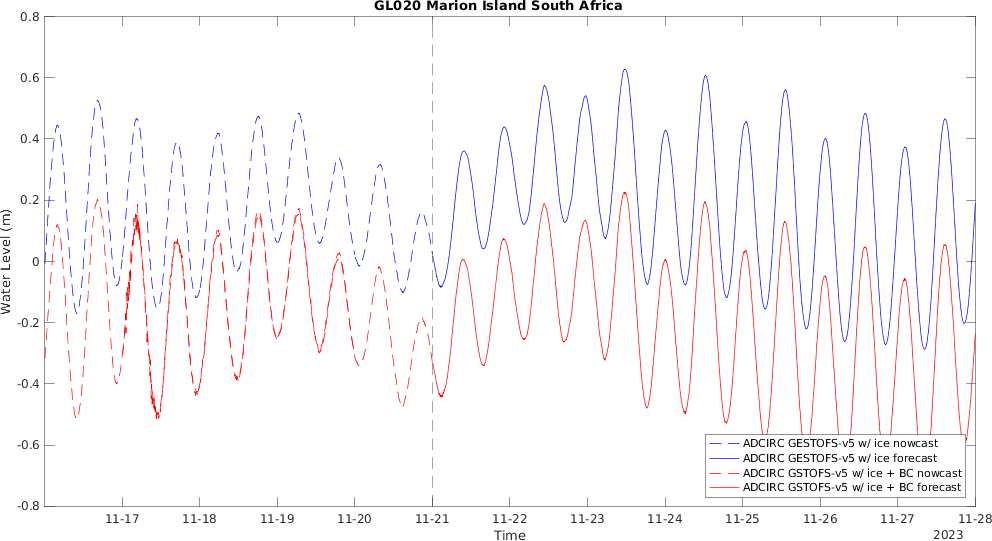 GL020 Marion Island South Africa
0.8
0.6
0.4
0.2
0
-0.2
-0.4
-0.6
-0.8
Water Level (m)
ADCIRC GESTOFS-v5 w/ ice nowcast
ADCIRC GESTOFS-v5 w/ ice forecast
ADCIRC GSTOFS-v5 w/ ice + BC nowcast
ADCIRC GSTOFS-v5 w/ ice + BC forecast
11-17 11-18 11-19 11-20 11-21 11-22 11-23 11-24 11-25 11-26 11-27 11-28
Time
2023